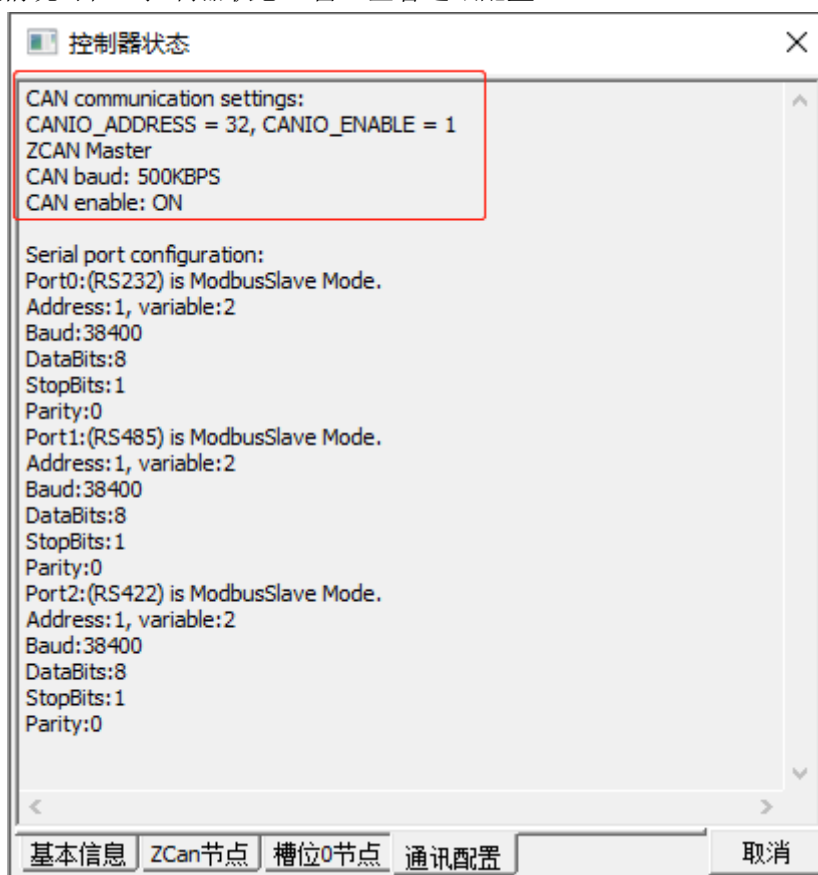 控制器状态
CAN communication settings:
CANIO_ADDRESS = 32, CANIO_ENABLE = 1
ZCAN Master
CAN baud: 500KBPS
CAN enable: ON
Serial port configuration:
Port0:(RS232) is ModbusSlave Mode.
Address:1, variable:2
Baud:38400
DataBits:8
StopBits:1
Parity:0
Port1:(RS485) is ModbusSlave Mode.
Address:1, variable:2
Baud:38400
DataBits:8
StopBits:1
Parity:0
Port2:(RS422) is ModbusSlave Mode.
Address:1, variable:2
Baud:38400
DataBits:8
StopBits:1
Parity:0
基本信息 ZCan节点 槽位0节点 通讯配置 取消